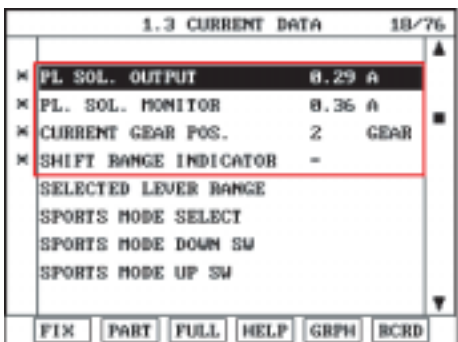 1.3 CURRENT DATA 18/76
* PL SOL. OUTPUT 0.29 A
* PL. SOL. MONITOR 0.36 A
* CURRENT GEAR POS. 2 GEAR
* SHIFT RANGE INDICATOR -
SELECTED LEVER RANGE
SPORTS MODE SELECT
SPORTS MODE DOWN SW
SPORTS MODE UP SW
FIX PART FULL HELP GRPH RCRD